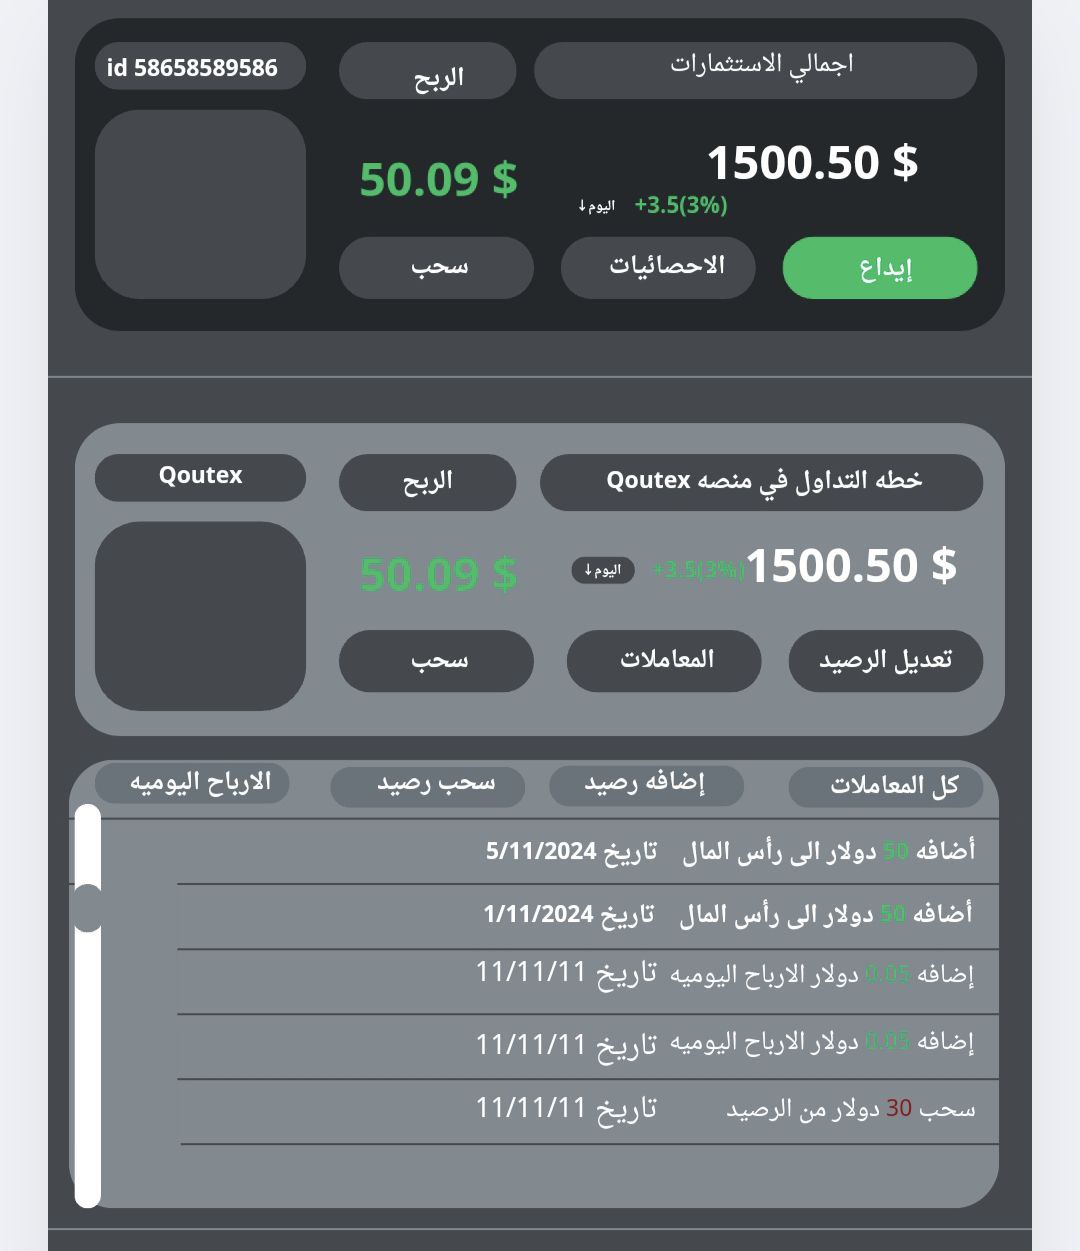 اجمالي الاستثمارات
الربح
id 58658589586
1500.50 $
50.09 $
+3.5(3%)
اليوم↓
إيداع
الاحصائيات
سحب
خطه التداول في منصه Qoutex
الربح
Qoutex
1500.50 $
+3.5(3%)
اليوم↓
50.09 $
تعديل الرصيد
المعاملات
سحب
كل المعاملات
إضافه رصيد
سحب رصيد
الارباح اليوميه
أضافه 50 دولار الى رأس المال تاريخ 5/11/2024
أضافه 50 دولار الى رأس المال تاريخ 1/11/2024
إضافه 0.05 دولار الارباح اليوميه تاريخ 11/11/11
إضافه 0.05 دولار الارباح اليوميه تاريخ 11/11/11
سحب 30 دولار من الرصيد تاريخ 11/11/11